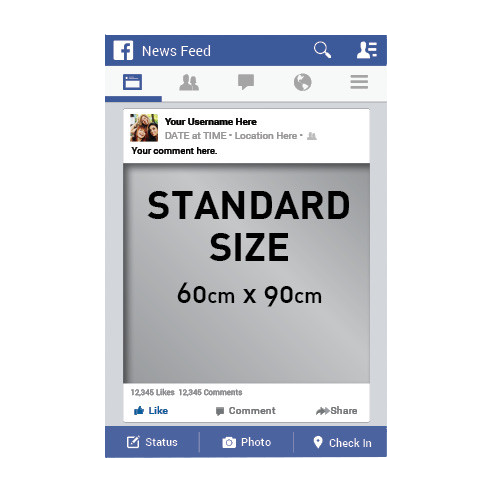 f News Feed
Your Username Here
DATE at TIME • Location Here •
Your comment here.
STANDARD
SIZE
60cm x 90cm
12,345 Likes 12,345 Comments
Like Comment Share
Status Photo Check In